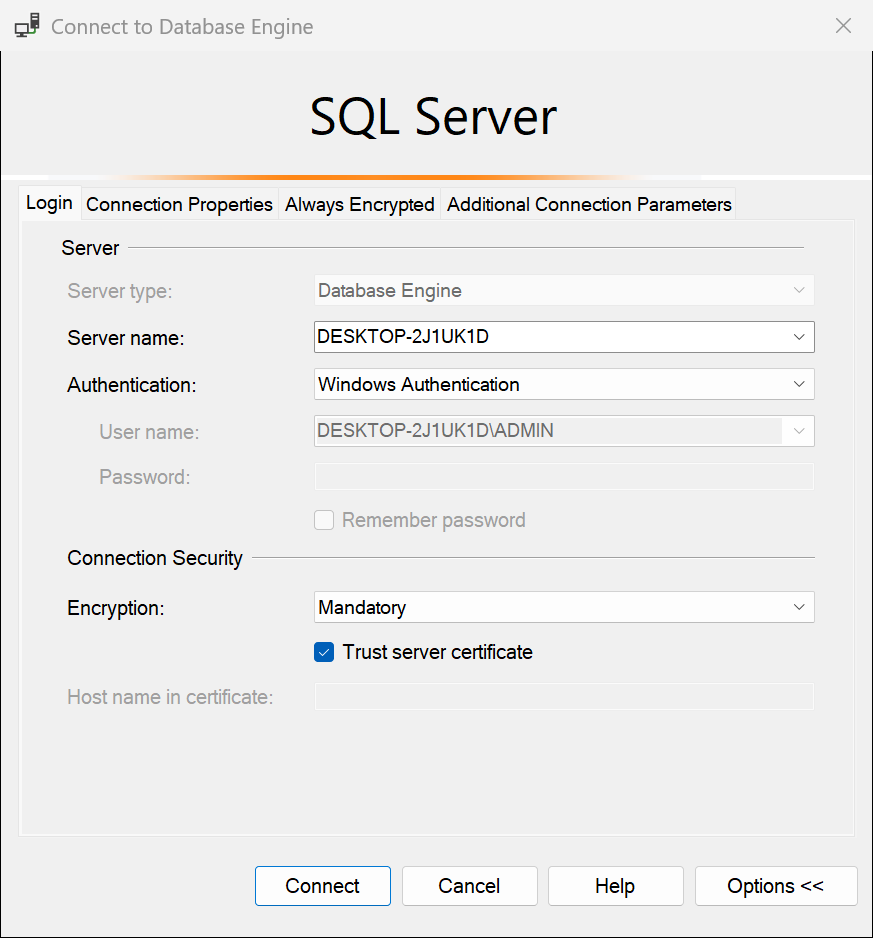 Connect to Database Engine
SQL Server
Login Connection Properties Always Encrypted Additional Connection Parameters
Server
Server type: Database Engine
Server name: DESKTOP-2J1UK1D
Authentication: Windows Authentication
User name: DESKTOP-2J1UK1D\ADMIN
Password:
Remember password
Connection Security
Encryption: Mandatory
Trust server certificate
Host name in certificate:
Connect Cancel Help Options <<